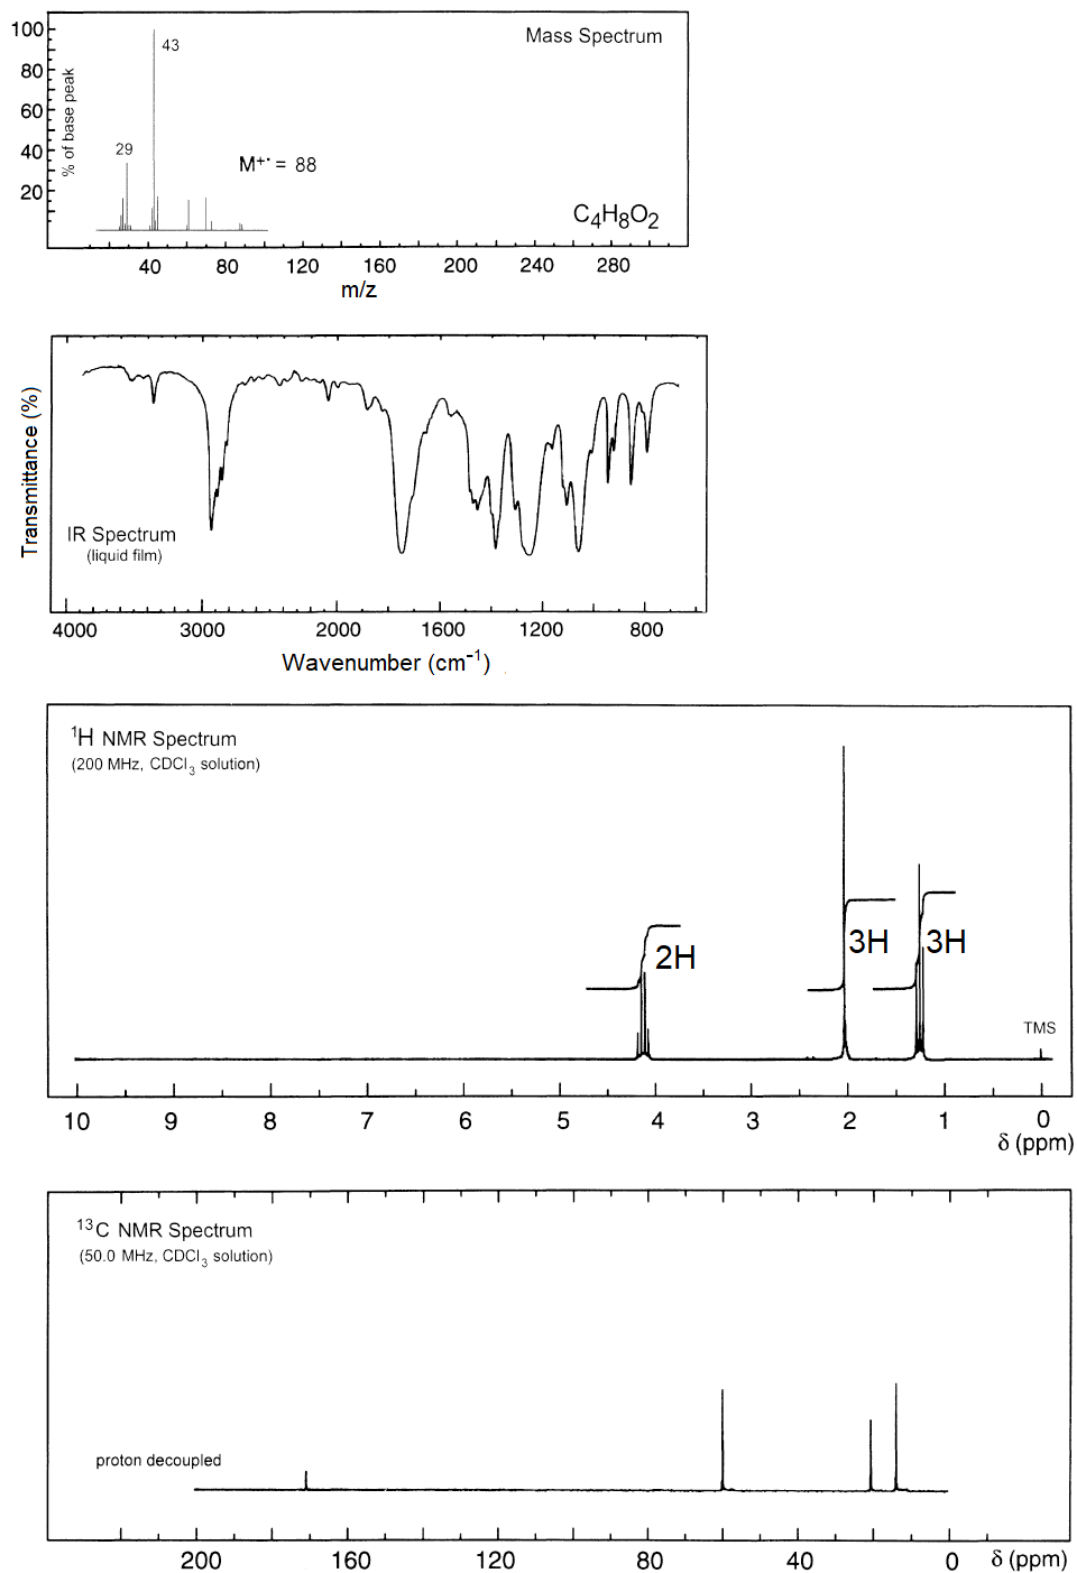 Mass Spectrum
100
80
60
40
20
% of base peak
43
29
M⁺· = 88
C₄H₈O₂
40 80 120 160 200 240 280
m/z
Transmittance (%)
IR Spectrum
(liquid film)
4000 3000 2000 1600 1200 800
Wavenumber (cm⁻¹)
¹H NMR Spectrum
(200 MHz, CDCl₃ solution)
2H 3H 3H
TMS
10 9 8 7 6 5 4 3 2 1 0
δ (ppm)
¹³C NMR Spectrum
(50.0 MHz, CDCl₃ solution)
proton decoupled
200 160 120 80 40 0 δ (ppm)